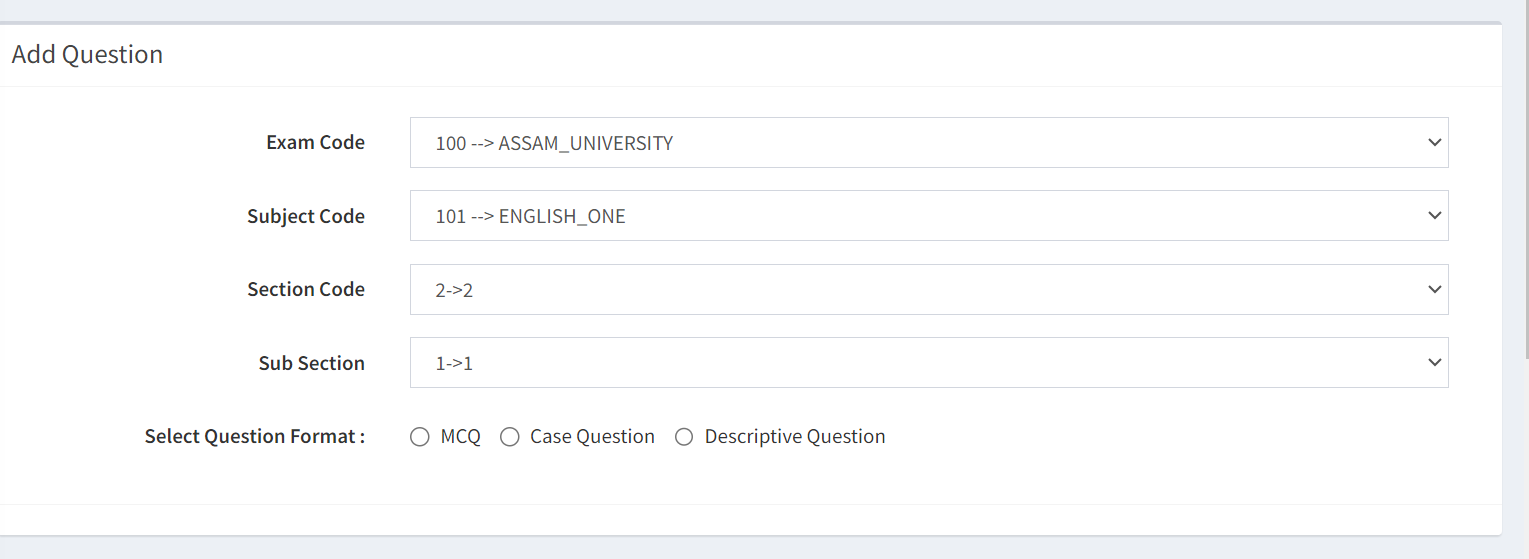 Add Question
Exam Code 100 --> ASSAM_UNIVERSITY
Subject Code 101 --> ENGLISH_ONE
Section Code 2->2
Sub Section 1->1
Select Question Format : MCQ Case Question Descriptive Question